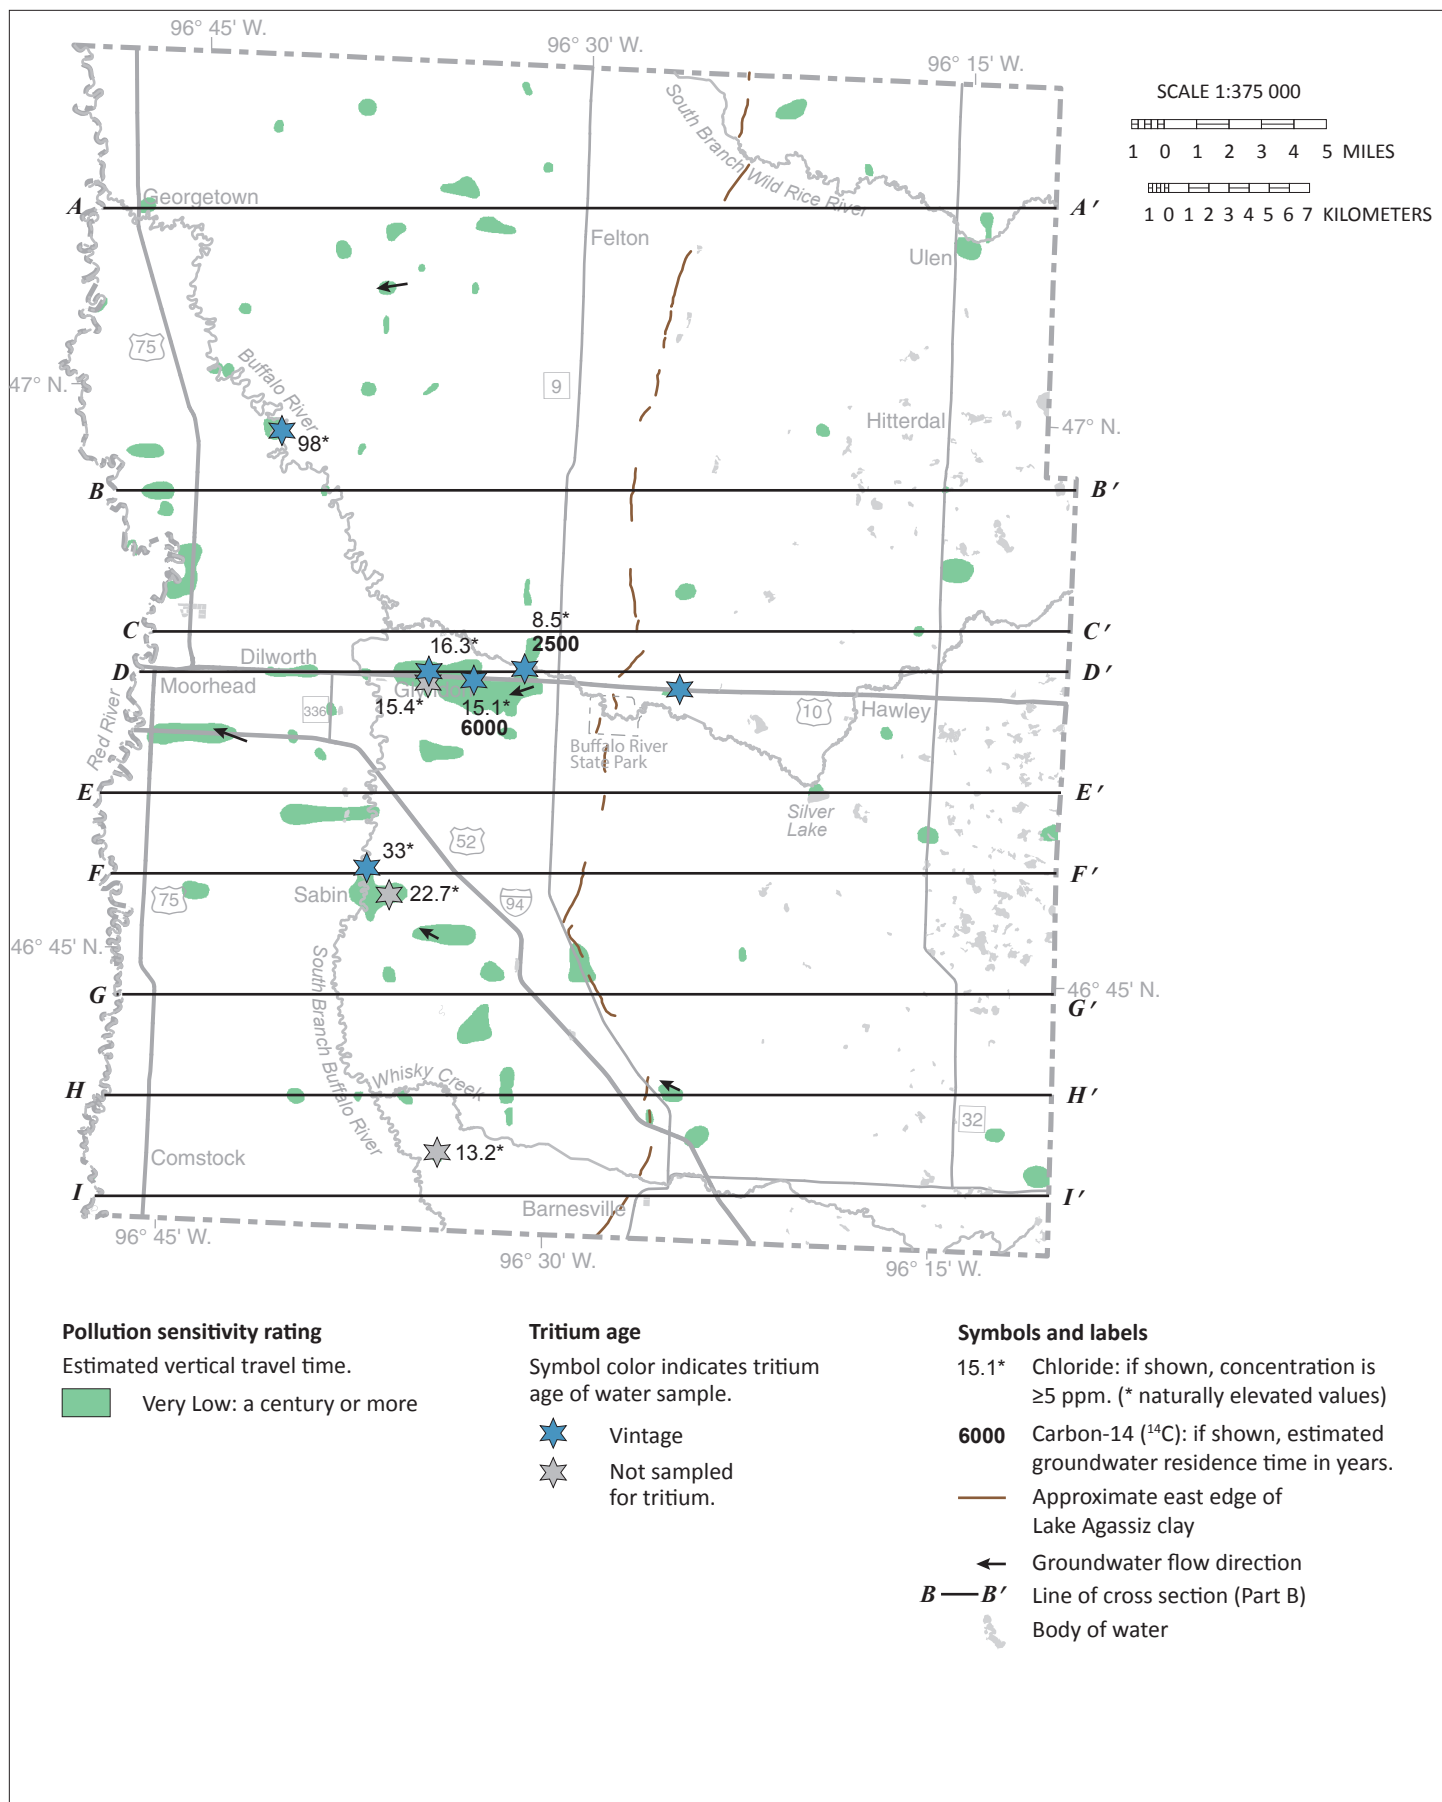 96° 45' W.
96° 30' W.
96° 15' W.
SCALE 1:375 000
1 0 1 2 3 4 5 MILES
1 0 1 2 3 4 5 6 7 KILOMETERS
South Branch Wild Rice River
Georgetown
A
A'
Felton
Ulen
75
Buffalo River
47° N.
9
Hitterdal
47° N.
98*
B
B'
8.5*
2500
C
C'
16.3*
Dilworth
D
D'
Moorhead
15.4*
15.1*
6000
336
10
Hawley
Red River
Buffalo River
State Park
E
E'
Silver
Lake
52
33*
F
F'
Sabin
22.7*
75
94
46° 45' N.
South Branch Buffalo River
G
G'
46° 45' N.
Whisky Creek
H
H'
32
13.2*
Comstock
I
I'
Barnesville
96° 45' W.
96° 30' W.
96° 15' W.
Pollution sensitivity rating
Estimated vertical travel time.
Very Low: a century or more
Tritium age
Symbol color indicates tritium
age of water sample.
Vintage
Not sampled
for tritium.
Symbols and labels
15.1* Chloride: if shown, concentration is
≥5 ppm. (* naturally elevated values)
6000 Carbon-14 (¹⁴C): if shown, estimated
groundwater residence time in years.
Approximate east edge of
Lake Agassiz clay
Groundwater flow direction
B B' Line of cross section (Part B)
Body of water